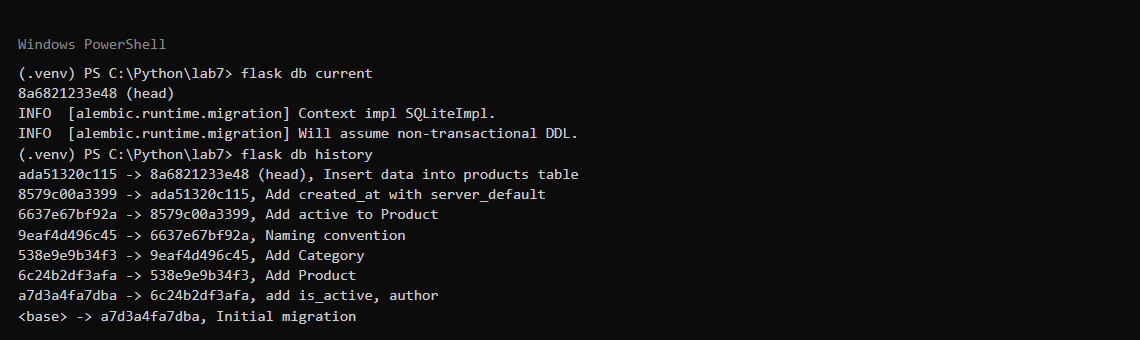 Windows PowerShell
(.venv) PS C:\Python\lab7> flask db current
8a6821233e48 (head)
INFO  [alembic.runtime.migration] Context impl SQLiteImpl.
INFO  [alembic.runtime.migration] Will assume non-transactional DDL.
(.venv) PS C:\Python\lab7> flask db history
ada51320c115 -> 8a6821233e48 (head), Insert data into products table
8579c00a3399 -> ada51320c115, Add created_at with server_default
6637e67bf92a -> 8579c00a3399, Add active to Product
9eaf4d496c45 -> 6637e67bf92a, Naming convention
538e9e9b34f3 -> 9eaf4d496c45, Add Category
6c24b2df3afa -> 538e9e9b34f3, Add Product
a7d3a4fa7dba -> 6c24b2df3afa, add is_active, author
<base> -> a7d3a4fa7dba, Initial migration